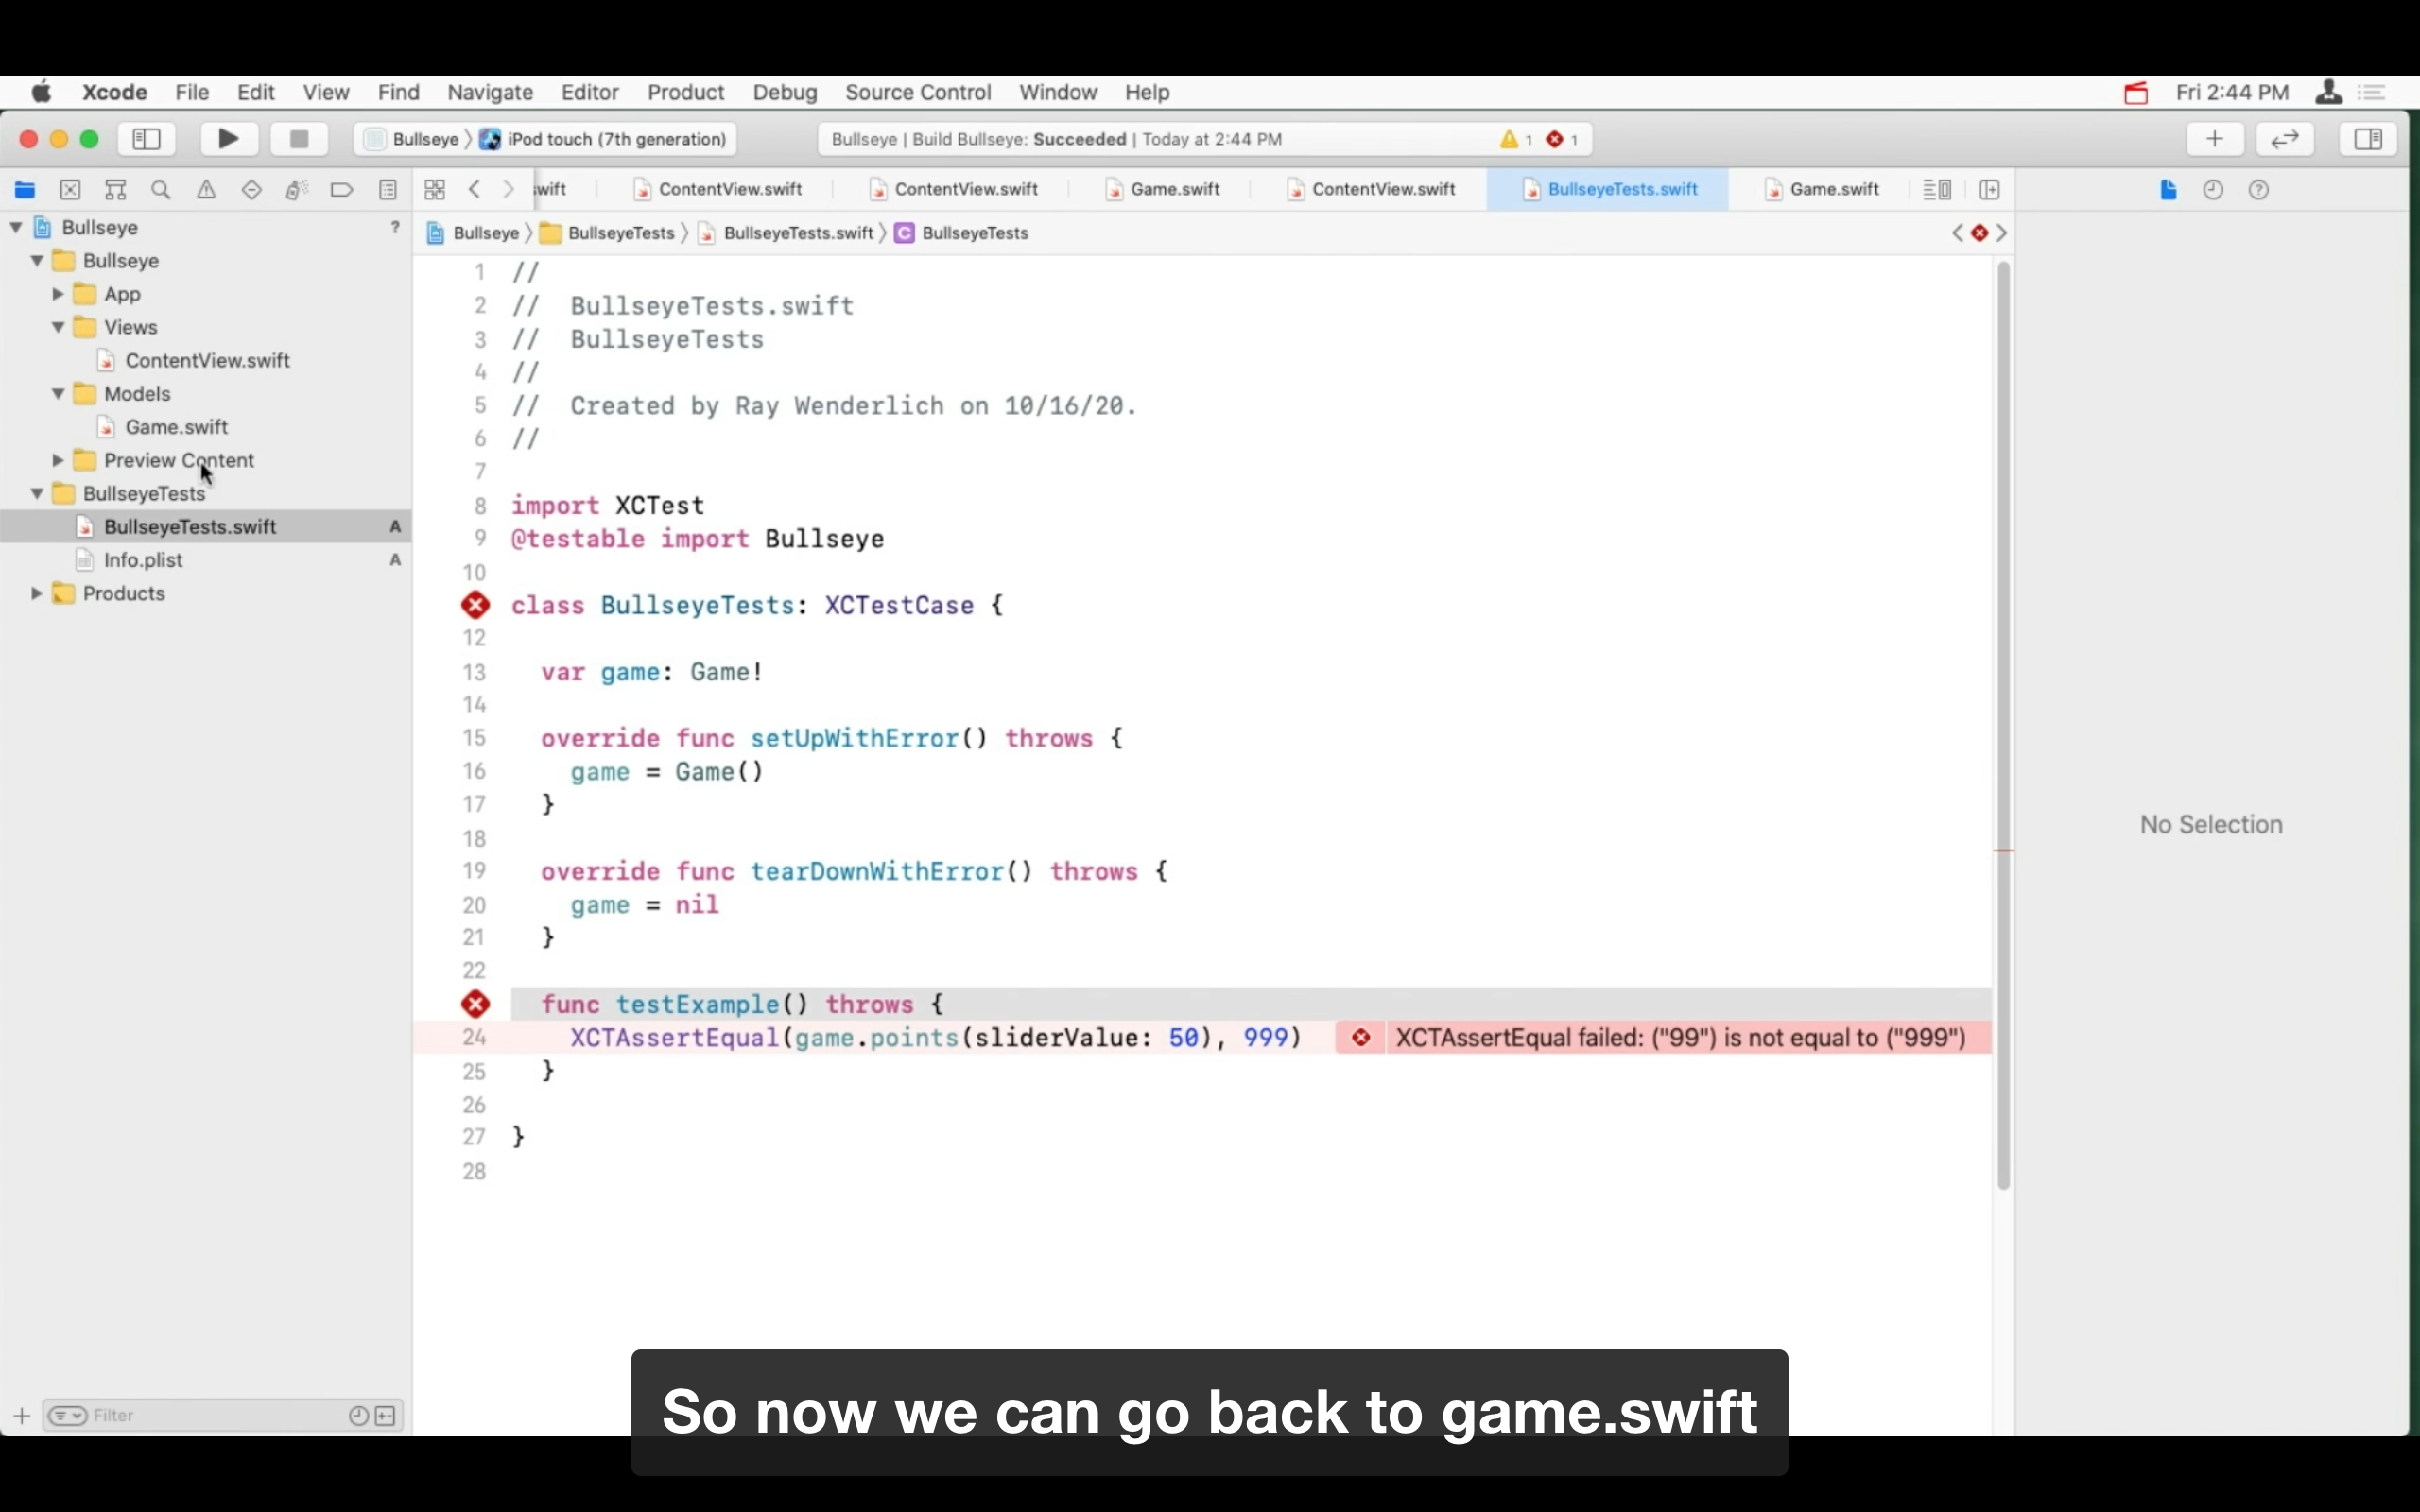 Xcode File Edit View Find Navigate Editor Product Debug Source Control Window Help Fri 2:44 PM
Bullseye iPod touch (7th generation) Bullseye | Build Bullseye: Succeeded | Today at 2:44 PM 1 1
wift ContentView.swift ContentView.swift Game.swift ContentView.swift BullseyeTests.swift Game.swift
Bullseye ?
Bullseye
App
Views
ContentView.swift
Models
Game.swift
Preview Content
BullseyeTests
BullseyeTests.swift A
Info.plist A
Products
Filter
Bullseye BullseyeTests BullseyeTests.swift C BullseyeTests
1 //
2 //  BullseyeTests.swift
3 //  BullseyeTests
4 //
5 //  Created by Ray Wenderlich on 10/16/20.
6 //
7
8 import XCTest
9 @testable import Bullseye
10
class BullseyeTests: XCTestCase {
12
13   var game: Game!
14
15   override func setUpWithError() throws {
16     game = Game()
17   }
18
19   override func tearDownWithError() throws {
20     game = nil
21   }
22
func testExample() throws {
24     XCTAssertEqual(game.points(sliderValue: 50), 999) XCTAssertEqual failed: ("99") is not equal to ("999")
25   }
26
27 }
28
No Selection
So now we can go back to game.swift